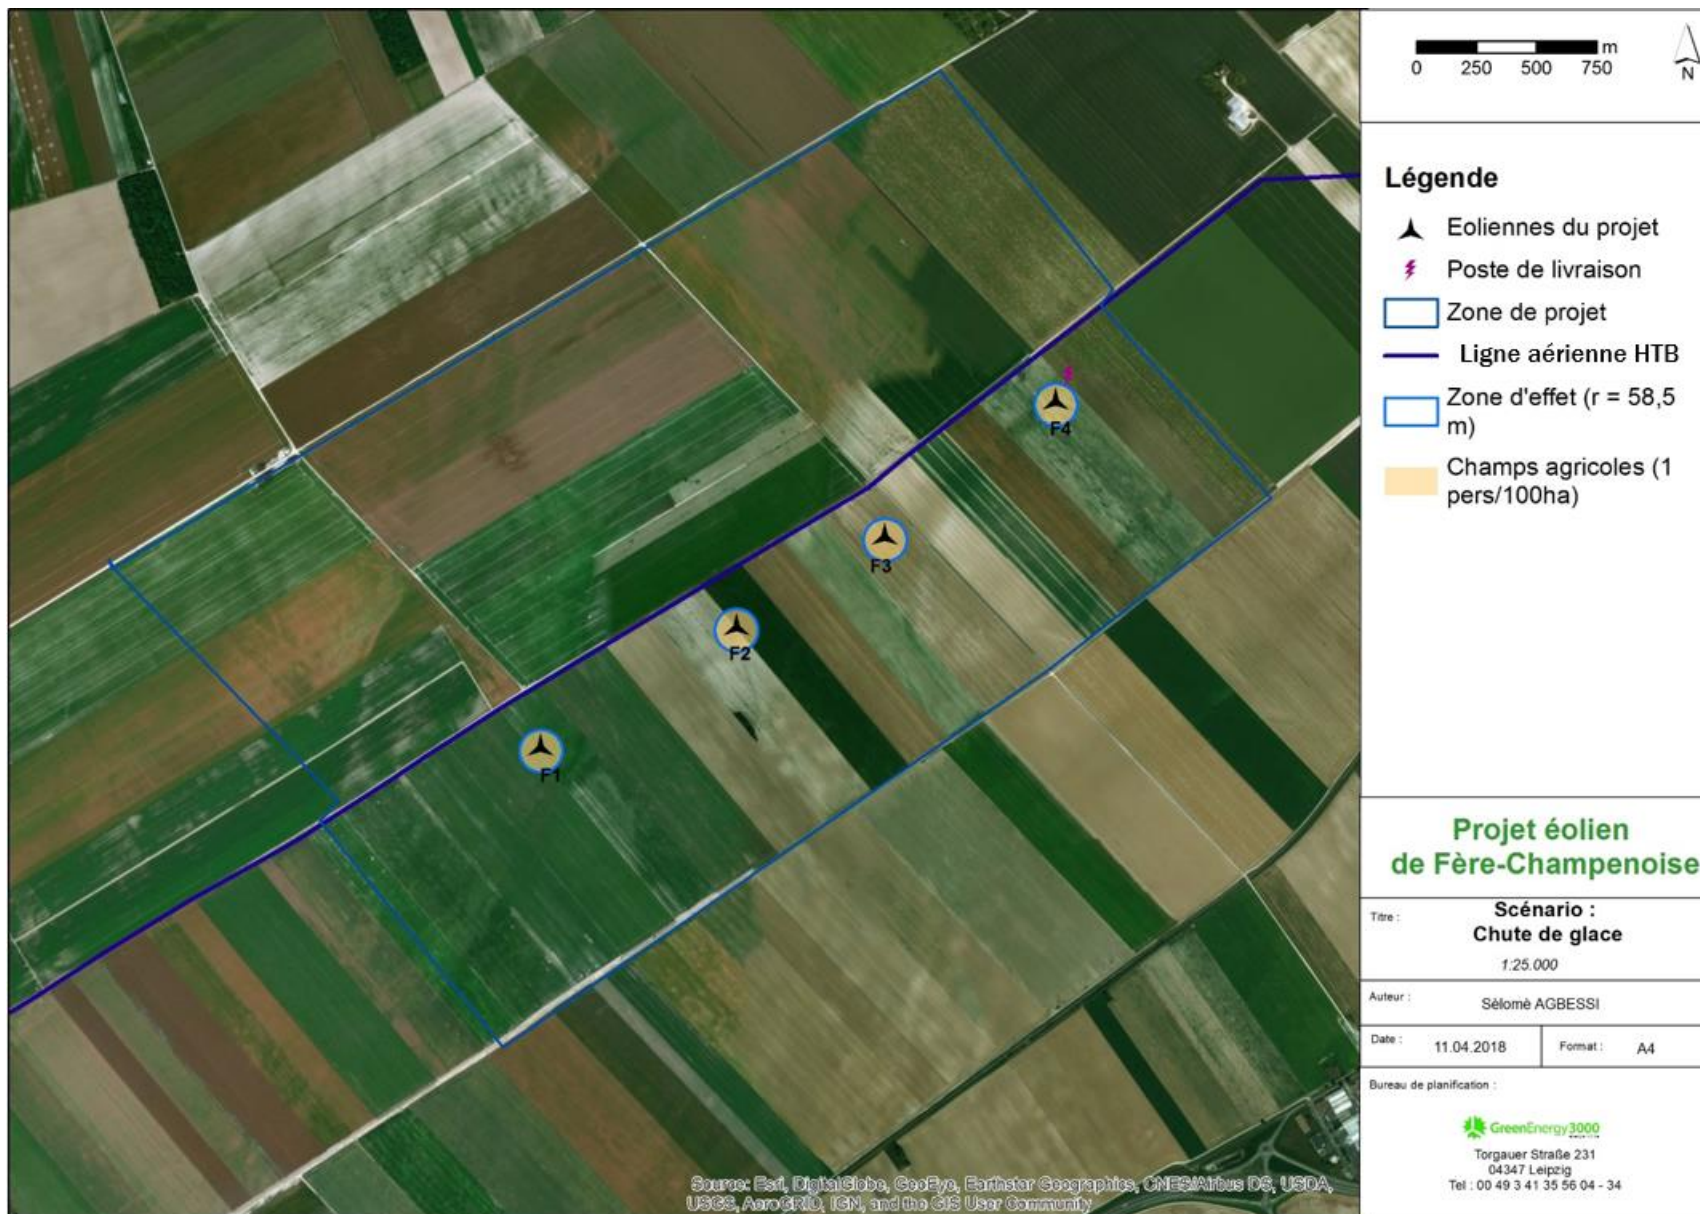 m
0 250 500 750
N
Légende
Eoliennes du projet
Poste de livraison
Zone de projet
Ligne aérienne HTB
Zone d'effet (r = 58,5
m)
Champs agricoles (1
pers/100ha)
F4
F3
F2
F1
Projet éolien
de Fère-Champenoise
Titre :
Scénario :
Chute de glace
1:25.000
Auteur :
Sèlomè AGBESSI
Date :
11.04.2018
Format :
A4
Bureau de planification :
GreenEnergy3000
Torgauer Straße 231
04347 Leipzig
Tel : 00 49 3 41 35 56 04 - 34
Source: Esri, DigitalGlobe, GeoEye, Earthstar Geographics, CNES/Airbus DS, USDA,
USGS, AeroGRID, IGN, and the GIS User Community